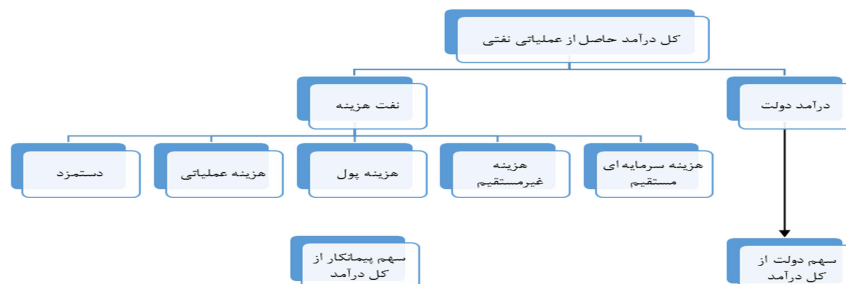 کل درآمد حاصل از عملیاتی نفتی
درآمد دولت
نفت هزینه
هزینه سرمایه ای
مستقیم
هزینه
غیرمستقیم
هزینه پول
هزینه عملیاتی
دستمزد
سهم دولت از
کل درآمد
سهم پیمانکار از
کل درآمد